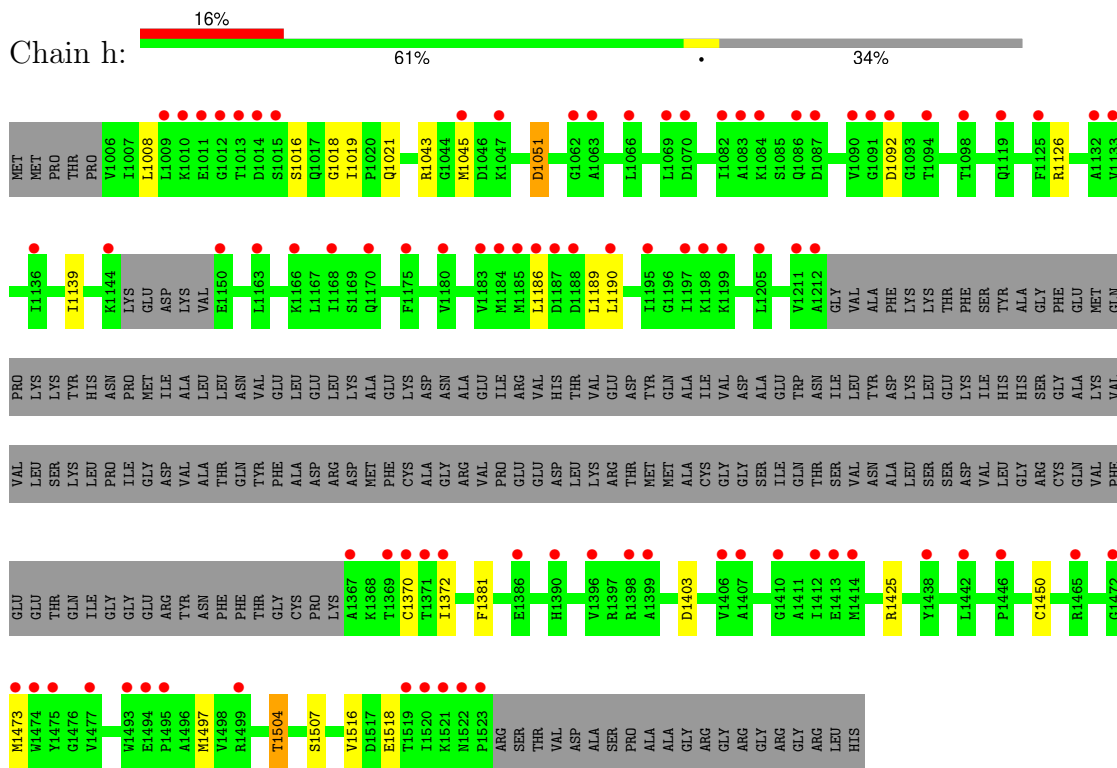 16%
Chain h:
61% • 34%
MET MET PRO THR PRO V1006 I1007 L1008 L1009 K1010 E1011 G1012 T1013 D1014 S1015 S1016 Q1017 G1018 I1019 P1020 Q1021 R1043 G1044 M1045 D1046 K1047 D1051 G1062 A1063 L1066 L1069 D1070 I1082 A1083 K1084 S1085 Q1086 D1087 V1090 G1091 D1092 G1093 T1094 T1098 Q1119 F1125 R1126 A1132 V1133
I1136 I1139 K1144 LYS GLU ASP LYS VAL E1150 L1163 K1166 L1167 I1168 S1169 Q1170 F1175 V1180 V1183 M1184 M1185 L1186 D1187 D1188 L1189 L1190 I1195 G1196 I1197 K1198 K1199 L1205 V1211 A1212 GLY VAL ALA PHE LYS LYS THR PHE SER TYR ALA GLY PHE GLU MET GLN
PRO LYS LYS TYR HIS ASN PRO MET ILE ALA LEU LEU ASN VAL GLU LEU GLU LEU LYS ALA GLU LYS ASP ASN ALA GLU ILE ARG VAL HIS THR VAL GLU ASP TYR GLN ALA ILE VAL ASP ALA GLU TRP ASN ILE LEU TYR ASP LYS LEU GLU LYS ILE HIS HIS SER GLY ALA LYS VAL
VAL LEU SER LYS LEU PRO ILE GLY ASP VAL ALA THR GLN TYR PHE ALA ASP ARG ASP MET PHE CYS ALA GLY ARG VAL PRO GLU GLU ASP LEU LYS ARG THR MET MET ALA CYS GLY GLY SER ILE GLN THR SER VAL ASN ALA LEU SER SER ASP VAL LEU GLY ARG CYS GLN VAL PHE
GLU GLU THR GLN ILE GLY GLY GLU ARG TYR ASN PHE PHE THR GLY CYS PRO LYS A1367 K1368 T1369 C1370 T1371 I1372 F1381 E1386 H1390 V1396 R1397 R1398 A1399 D1403 V1406 A1407 G1410 A1411 I1412 E1413 M1414 R1425 Y1438 L1442 P1446 C1450 R1465 G1472
M1473 W1474 Y1475 G1476 V1477 W1493 E1494 P1495 A1496 M1497 V1498 R1499 T1504 S1507 V1516 D1517 E1518 T1519 I1520 K1521 N1522 P1523 ARG SER THR VAL ASP ALA SER PRO ALA ALA GLY ARG GLY ARG GLY ARG GLY ARG LEU HIS